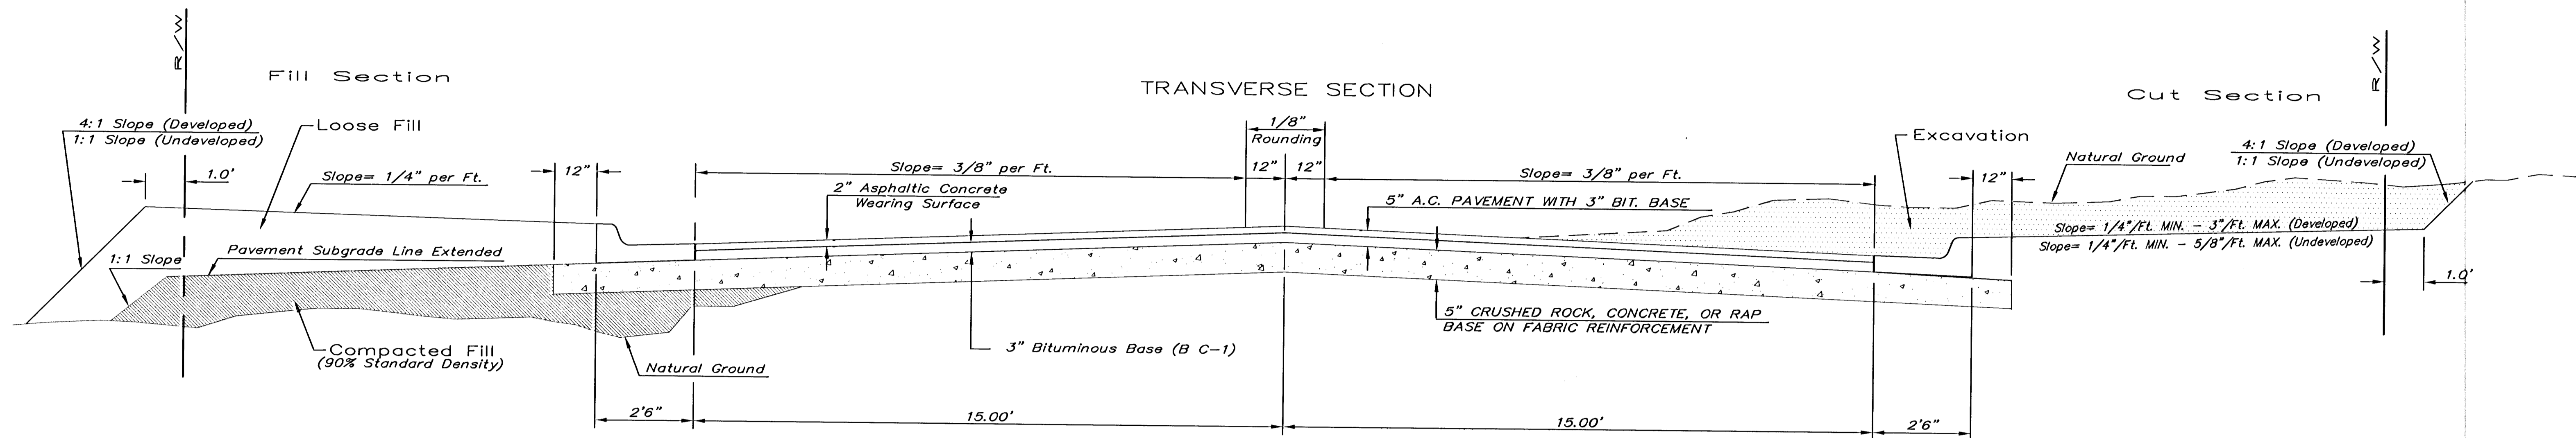 R/W
Fill Section
TRANSVERSE SECTION
Cut Section
R/W
4:1 Slope (Developed)
1:1 Slope (Undeveloped)
Loose Fill
1/8"
Rounding
Excavation
4:1 Slope (Developed)
1:1 Slope (Undeveloped)
Natural Ground
1.0'
Slope= 1/4" per Ft.
12"
Slope= 3/8" per Ft.
12"
12"
Slope= 3/8" per Ft.
12"
2" Asphaltic Concrete
Wearing Surface
5" A.C. PAVEMENT WITH 3" BIT. BASE
Slope= 1/4"/Ft. MIN. - 3"/Ft. MAX. (Developed)
Slope= 1/4"/Ft. MIN. - 5/8"/Ft. MAX. (Undeveloped)
Pavement Subgrade Line Extended
1:1 Slope
1.0'
5" CRUSHED ROCK, CONCRETE, OR RAP
BASE ON FABRIC REINFORCEMENT
Compacted Fill
(90% Standard Density)
3" Bituminous Base (B C-1)
Natural Ground
2'6"
15.00'
15.00'
2'6"